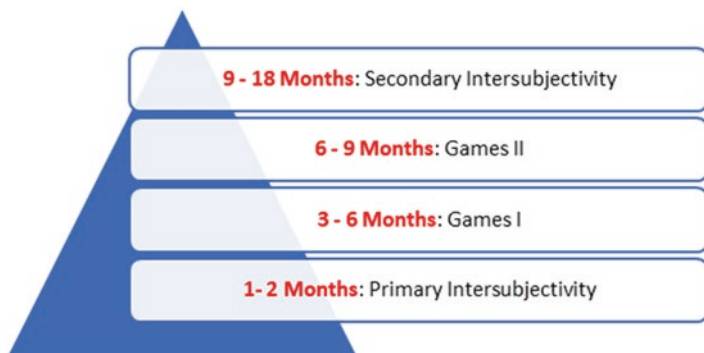 9 - 18 Months: Secondary Intersubjectivity
6 - 9 Months: Games II
3 - 6 Months: Games I
1- 2 Months: Primary Intersubjectivity